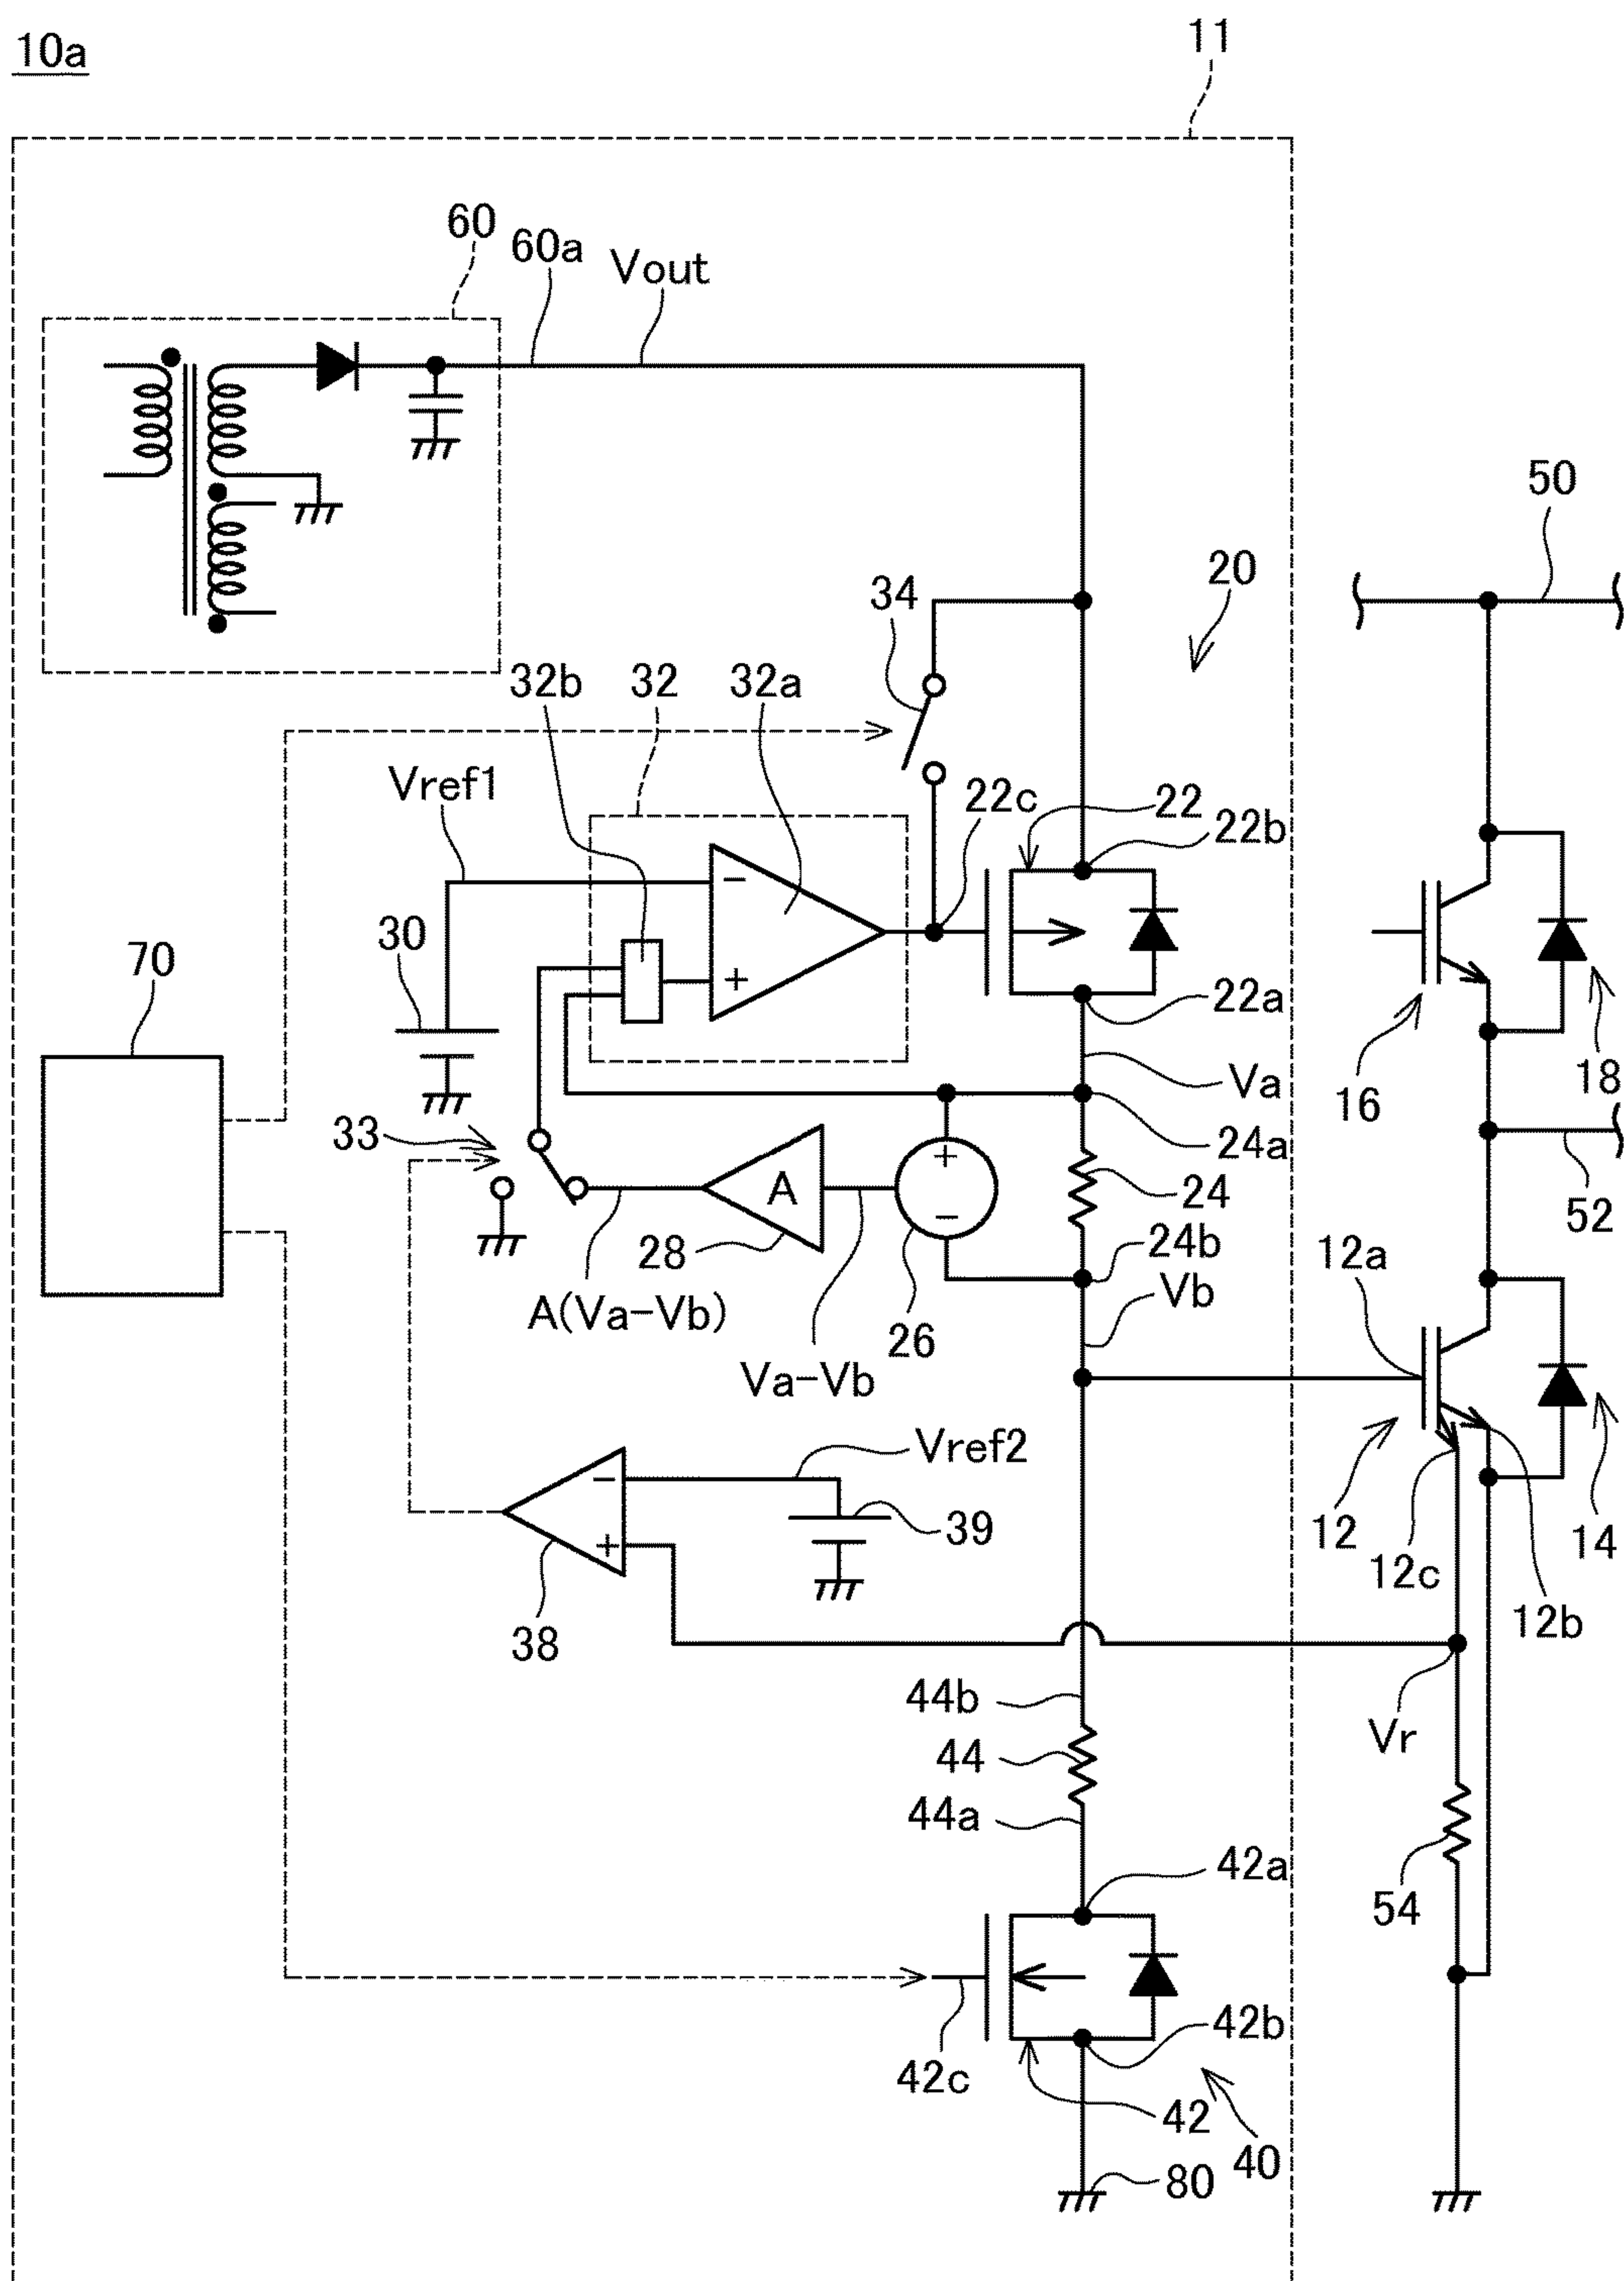 10a
11
60
60a
Vout
50
20
34
32b
32
32a
Vref1
22c
22
22b
30
−
+
70
22a
Va
16
18
33
24a
+
−
A
24
52
28
24b
12a
A(Va−Vb)
26
Vb
Va−Vb
Vref2
−
+
39
12
12c
14
38
12b
44b
Vr
44
44a
42a
54
42b
42c
42
40
80